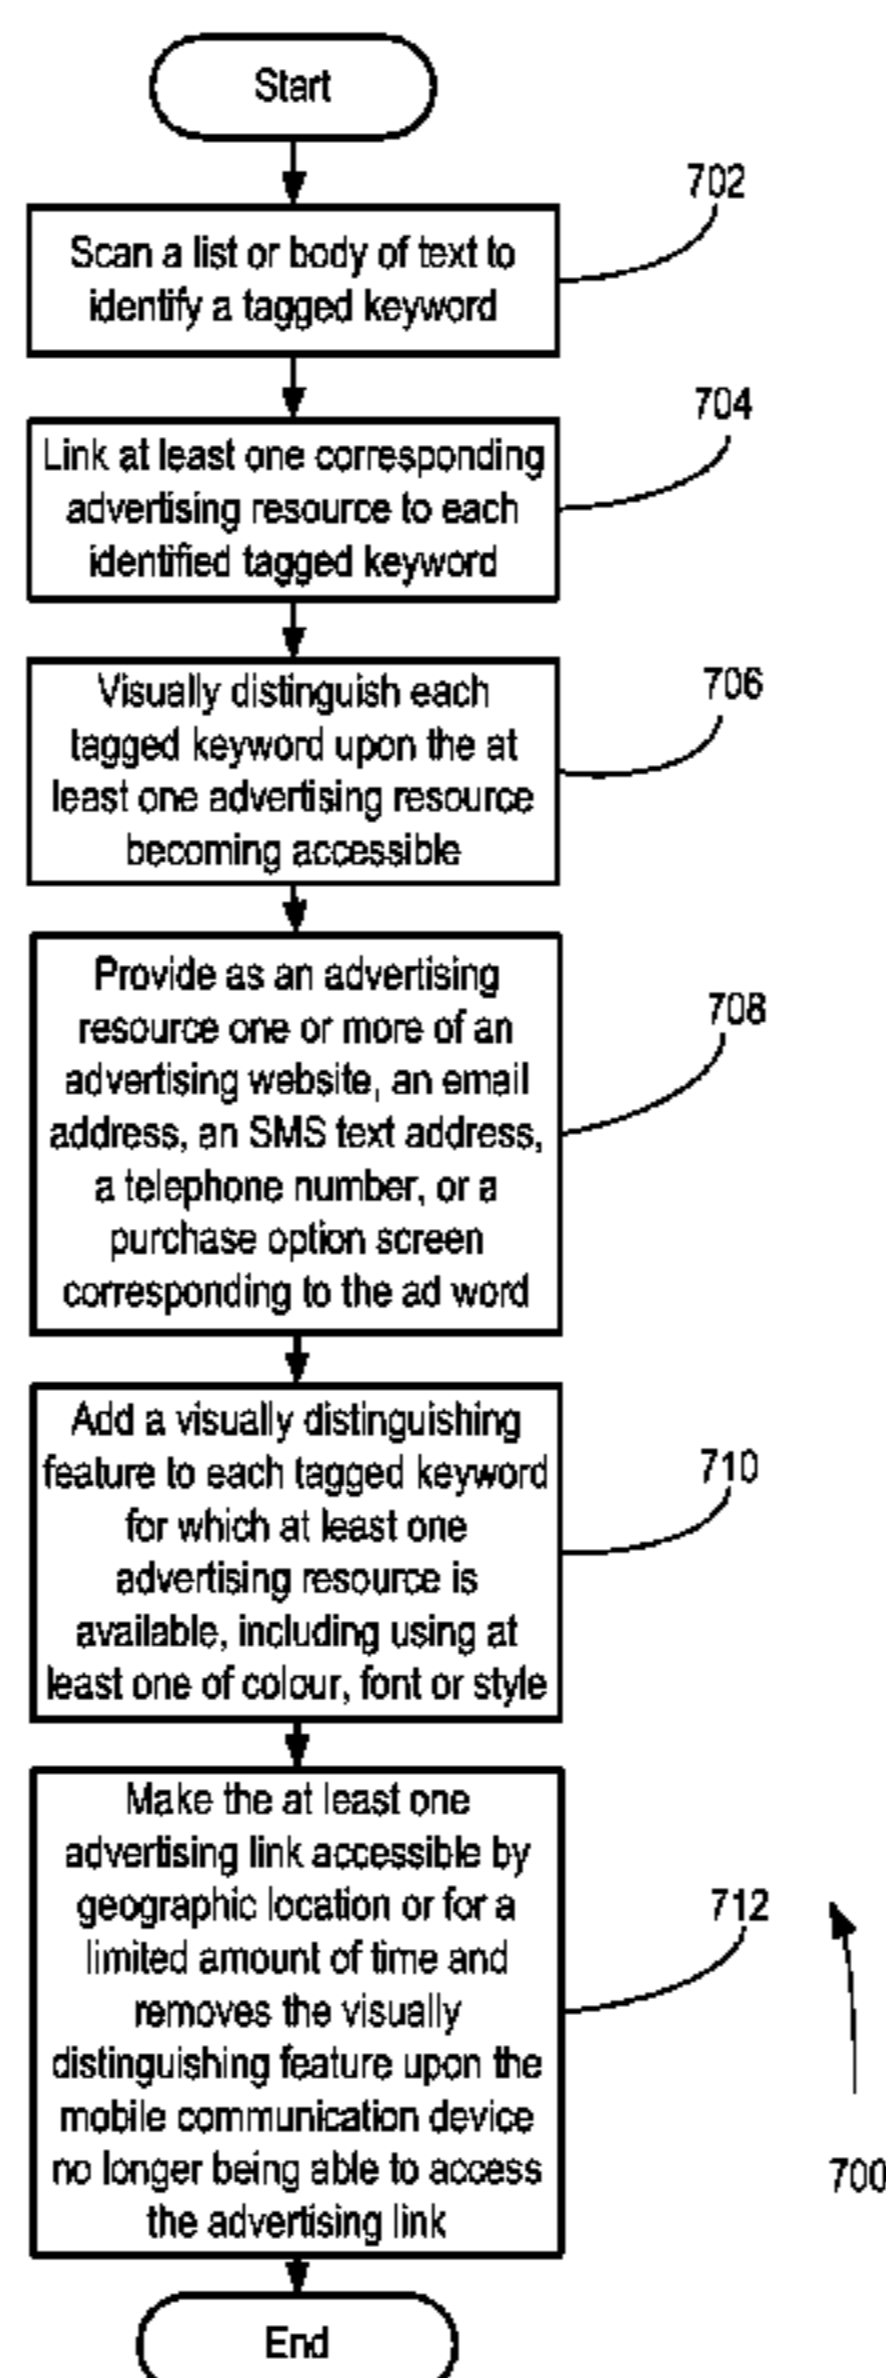 Start
702
Scan a list or body of text to
identify a tagged keyword
704
Link at least one corresponding
advertising resource to each
identified tagged keyword
706
Visually distinguish each
tagged keyword upon the at
least one advertising resource
becoming accessible
708
Provide as an advertising
resource one or more of an
advertising website, an email
address, an SMS text address,
a telephone number, or a
purchase option screen
corresponding to the ad word
710
Add a visually distinguishing
feature to each tagged keyword
for which at least one
advertising resource is
available, including using at
least one of colour, font or style
712
Make the at least one
advertising link accessible by
geographic location or for a
limited amount of time and
removes the visually
distinguishing feature upon the
mobile communication device
no longer being able to access
the advertising link
700
End